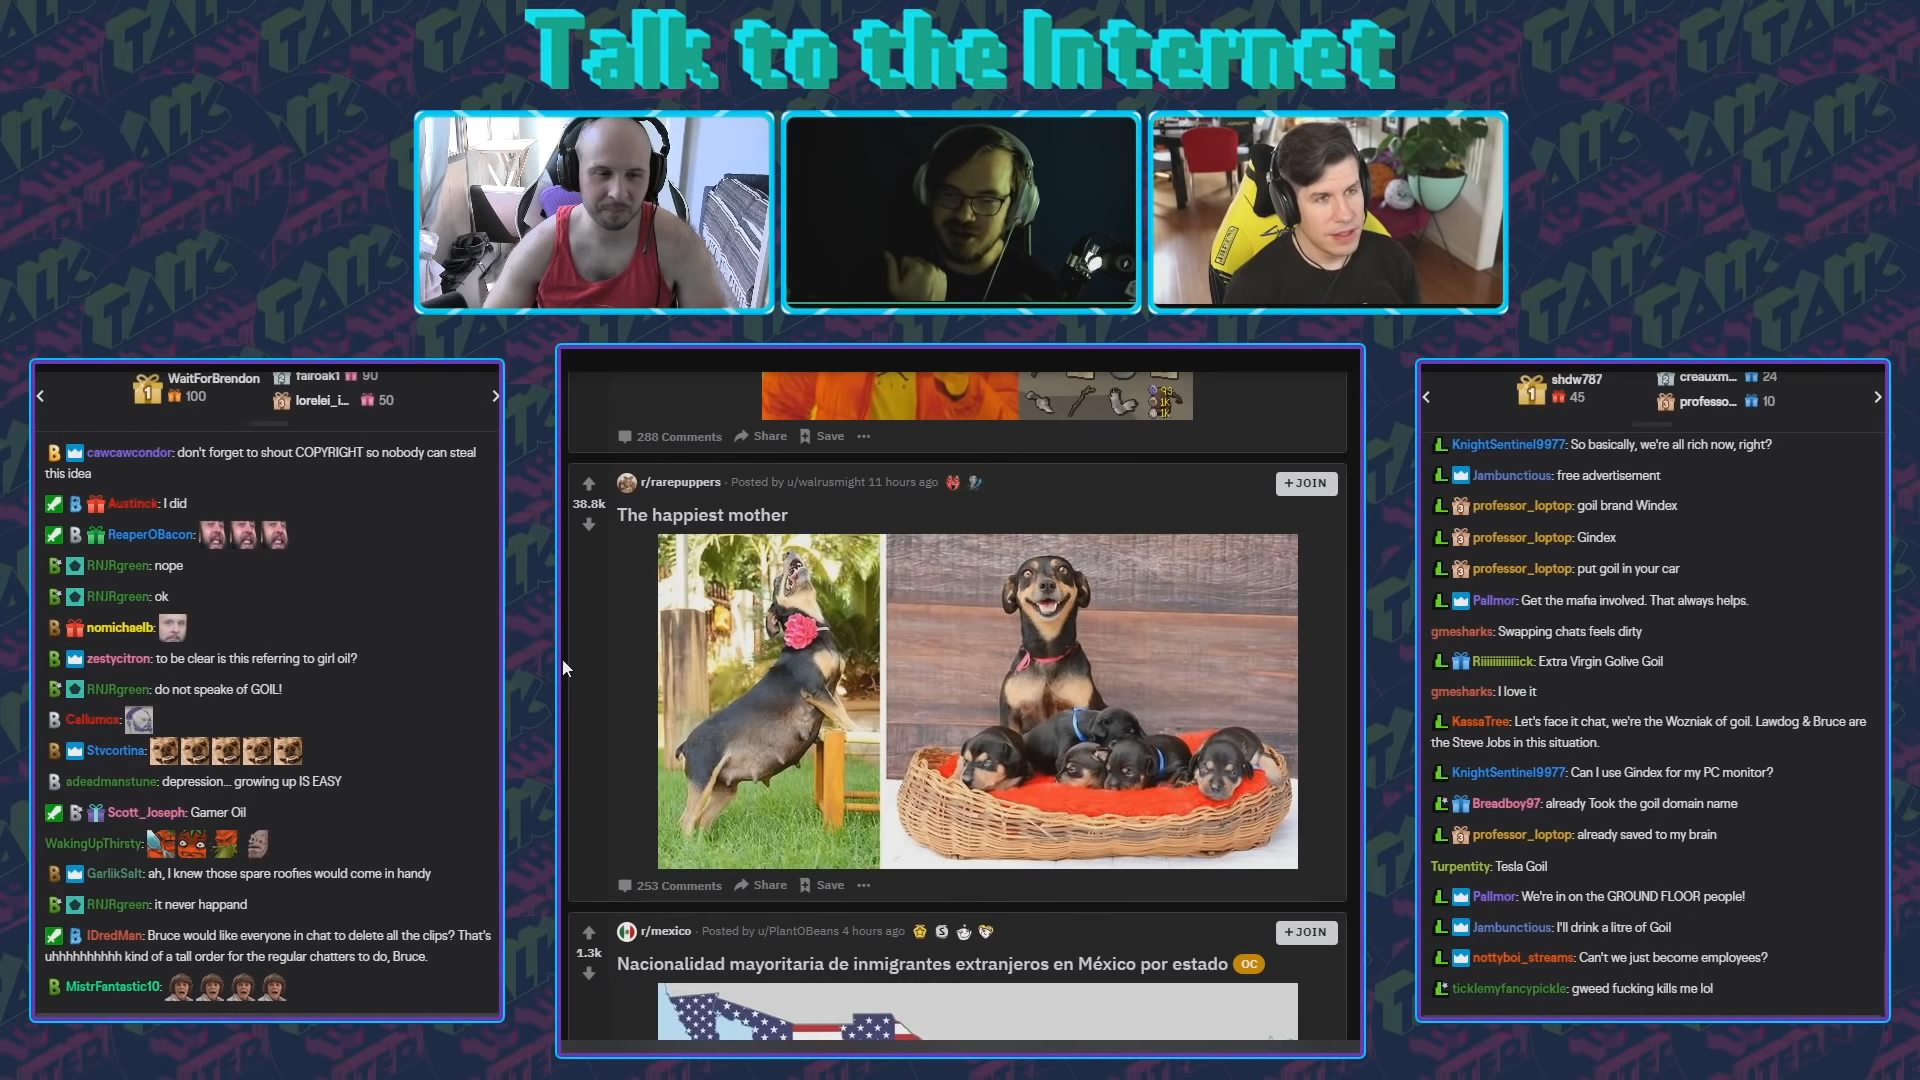 Talk to the Internet
WaitForBrendon
100
fairoak1 90
lorelei_i... 50
cawcawcondor: don't forget to shout COPYRIGHT so nobody can steal
this idea
Austinck: I did
ReaperOBacon:
RNJRgreen: nope
RNJRgreen: ok
nomichaelb:
zestycitron: to be clear is this referring to girl oil?
RNJRgreen: do not speake of GOIL!
Callumox:
Stvcortina:
adeadmanstune: depression... growing up IS EASY
Scott_Joseph: Gamer Oil
WakingUpThirsty:
GarlikSalt: ah, I knew those spare roofies would come in handy
RNJRgreen: it never happand
IDredMan: Bruce would like everyone in chat to delete all the clips? That's
uhhhhhhhhhh kind of a tall order for the regular chatters to do, Bruce.
MistrFantastic10:
93
1K
1K
288 Comments Share Save
r/rarepuppers · Posted by u/walrusmight 11 hours ago
+ JOIN
38.8k
The happiest mother
253 Comments Share Save
r/mexico · Posted by u/PlantOBeans 4 hours ago
+ JOIN
1.3k
Nacionalidad mayoritaria de inmigrantes extranjeros en México por estado OC
shdw787
45
creauxm... 24
professo... 10
KnightSentinel9977: So basically, we're all rich now, right?
Jambunctious: free advertisement
professor_loptop: goil brand Windex
professor_loptop: Gindex
professor_loptop: put goil in your car
Pallmor: Get the mafia involved. That always helps.
gmesharks: Swapping chats feels dirty
Riiiiiiiiiiiiick: Extra Virgin Golive Goil
gmesharks: I love it
KassaTree: Let's face it chat, we're the Wozniak of goil. Lawdog & Bruce are
the Steve Jobs in this situation.
KnightSentinel9977: Can I use Gindex for my PC monitor?
Breadboy97: already Took the goil domain name
professor_loptop: already saved to my brain
Turpentity: Tesla Goil
Pallmor: We're in on the GROUND FLOOR people!
Jambunctious: I'll drink a litre of Goil
nottyboi_streams: Can't we just become employees?
ticklemyfancypickle: gweed fucking kills me lol